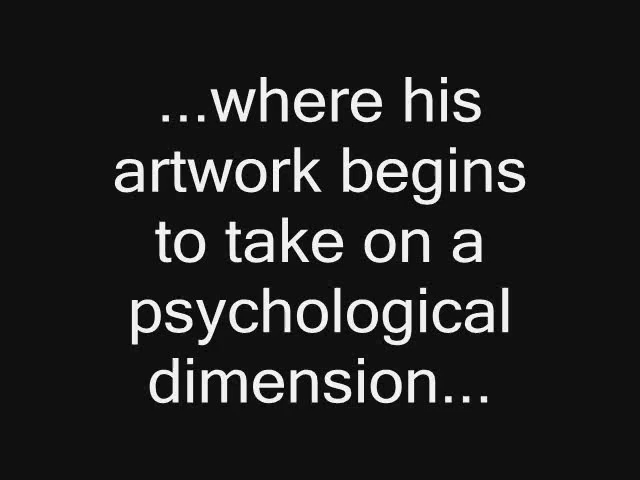 ...where his
artwork begins
to take on a
psychological
dimension...